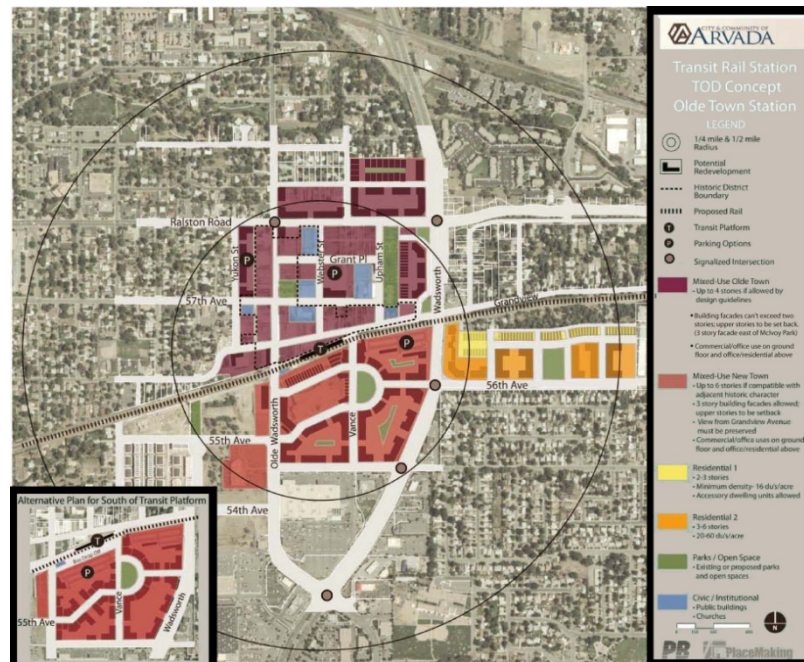 Ralston Road
Yukon St
Webster St
Grant Pl
Upham St
P
P
57th Ave
Wadsworth
Grandview
T
P
56th Ave
Olde Wadsworth
Vance
55th Ave
54th Ave
Alternative Plan for South of Transit Platform
T
P
Vance
55th Ave
Wadsworth
CITY & COMMUNITY OF
ARVADA
Transit Rail Station
TOD Concept
Olde Town Station
LEGEND
1/4 mile & 1/2 mile
Radius
Potential
Redevelopment
Historic District
Boundary
Proposed Rail
T Transit Platform
P Parking Options
Signalized Intersection
Mixed-Use Olde Town
• Up to 4 stories if allowed by
design guidelines
• Building facades can't exceed two
stories; upper stories to be set back.
(3 story facade east of McIvoy Park)
• Commercial/office use on ground
floor and office/residential above
Mixed-Use New Town
• Up to 6 stories if compatible with
adjacent historic character
• 3 story building facades allowed;
upper stories to be setback
• View from Grandview Avenue
must be preserved
• Commercial/office uses on ground
floor and office/residential above
Residential 1
• 2-3 stories
• Minimum density- 16 du's/acre
• Accessory dwelling units allowed
Residential 2
• 3-6 stories
• 20-60 du's/acre
Parks / Open Space
• Existing or proposed parks
and open spaces
Civic / Institutional
• Public buildings
• Churches
N
PB
PlaceMaking